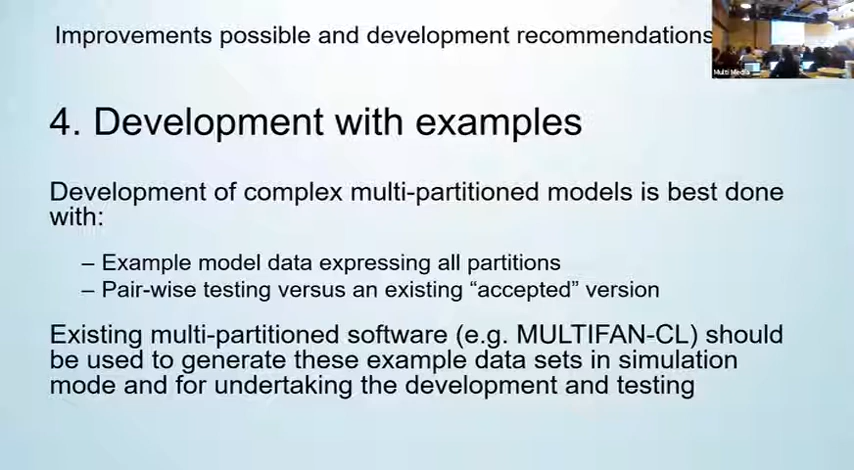 Improvements possible and development recommendations
Multi Media
4. Development with examples
Development of complex multi-partitioned models is best done
with:
– Example model data expressing all partitions
– Pair-wise testing versus an existing “accepted” version
Existing multi-partitioned software (e.g. MULTIFAN-CL) should
be used to generate these example data sets in simulation
mode and for undertaking the development and testing